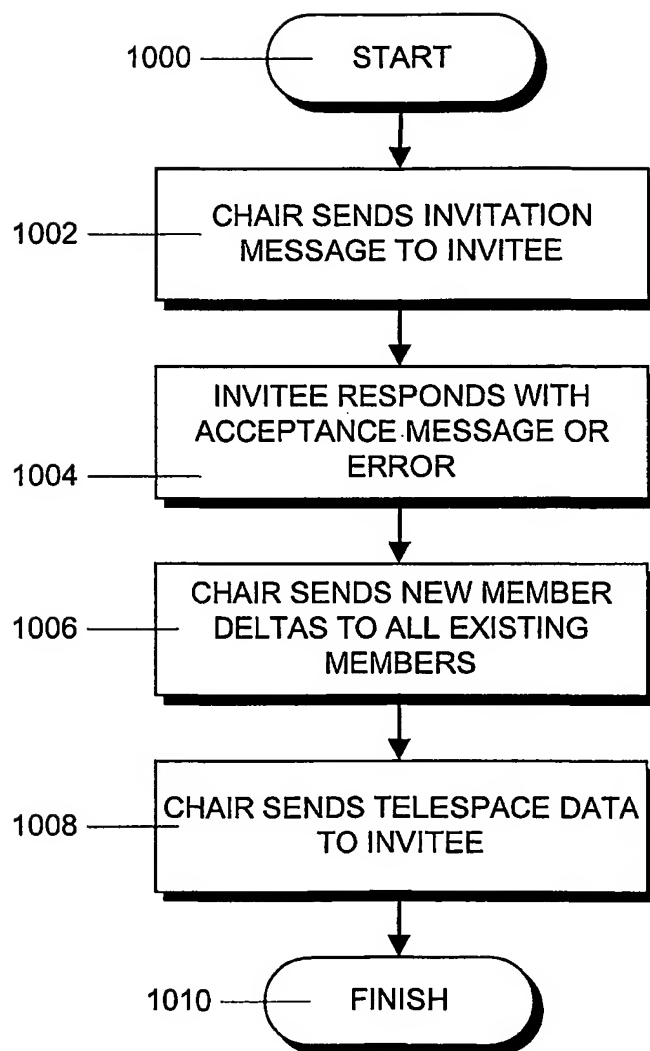 1000 START
1002 CHAIR SENDS INVITATION
MESSAGE TO INVITEE
INVITEE RESPONDS WITH
ACCEPTANCE MESSAGE OR
1004 ERROR
CHAIR SENDS NEW MEMBER
1006 DELTAS TO ALL EXISTING
MEMBERS
1008 CHAIR SENDS TELESPACE DATA
TO INVITEE
1010 FINISH